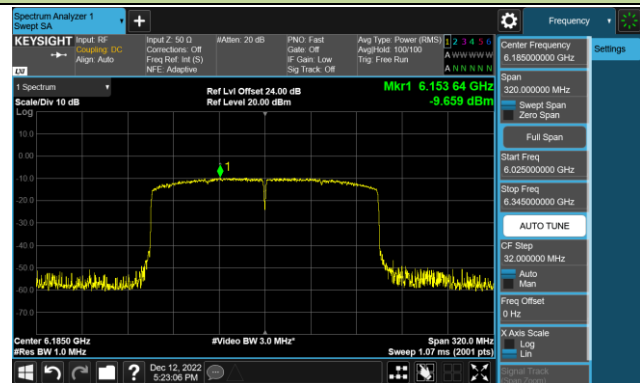 Spectrum Analyzer 1
Swept SA
Frequency
KEYSIGHT
Input: RF
Coupling: DC
Align: Auto
Input Z: 50 Ω
Corrections: Off
Freq Ref: Int (S)
NFE: Adaptive
#Atten: 20 dB
PNO: Fast
Gate: Off
IF Gain: Low
Sig Track: Off
Avg Type: Power (RMS)
Avg|Hold: 100/100
Trig: Free Run
1 2 3 4 5 6
A W W W W W
A N N N N N
LXI
1 Spectrum
Scale/Div 10 dB
Log
Ref Lvl Offset 24.00 dB
Ref Level 20.00 dBm
Mkr1 6.153 64 GHz
-9.659 dBm
10.0
0.00
-10.0
-20.0
-30.0
-40.0
-50.0
-60.0
-70.0
1
Center 6.1850 GHz
#Res BW 1.0 MHz
#Video BW 3.0 MHz*
Span 320.0 MHz
Sweep 1.07 ms (2001 pts)
Dec 12, 2022
5:23:06 PM
Center Frequency
6.185000000 GHz
Settings
Span
320.000000 MHz
Swept Span
Zero Span
Full Span
Start Freq
6.025000000 GHz
Stop Freq
6.345000000 GHz
AUTO TUNE
CF Step
32.000000 MHz
Auto
Man
Freq Offset
0 Hz
X Axis Scale
Log
Lin
Signal Track
(Span Zoom)